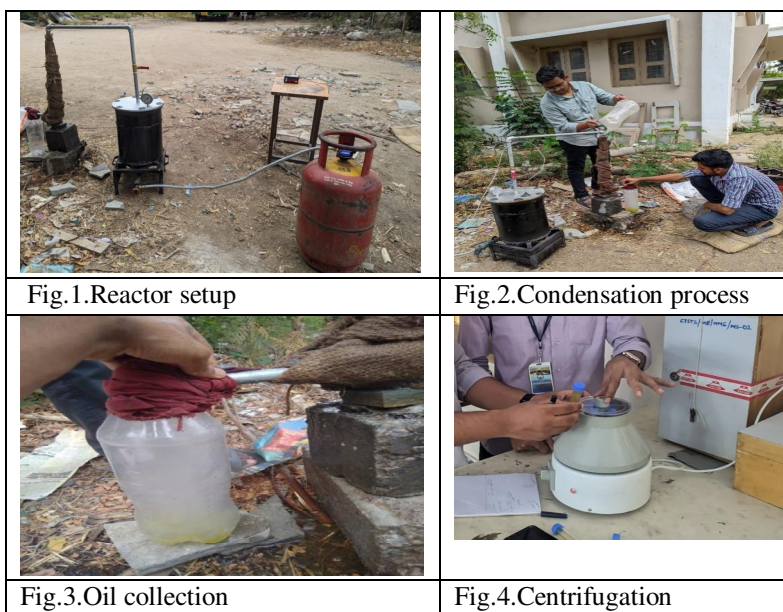 Fig.1.Reactor setup
Fig.2.Condensation process
Fig.3.Oil collection
Fig.4.Centrifugation